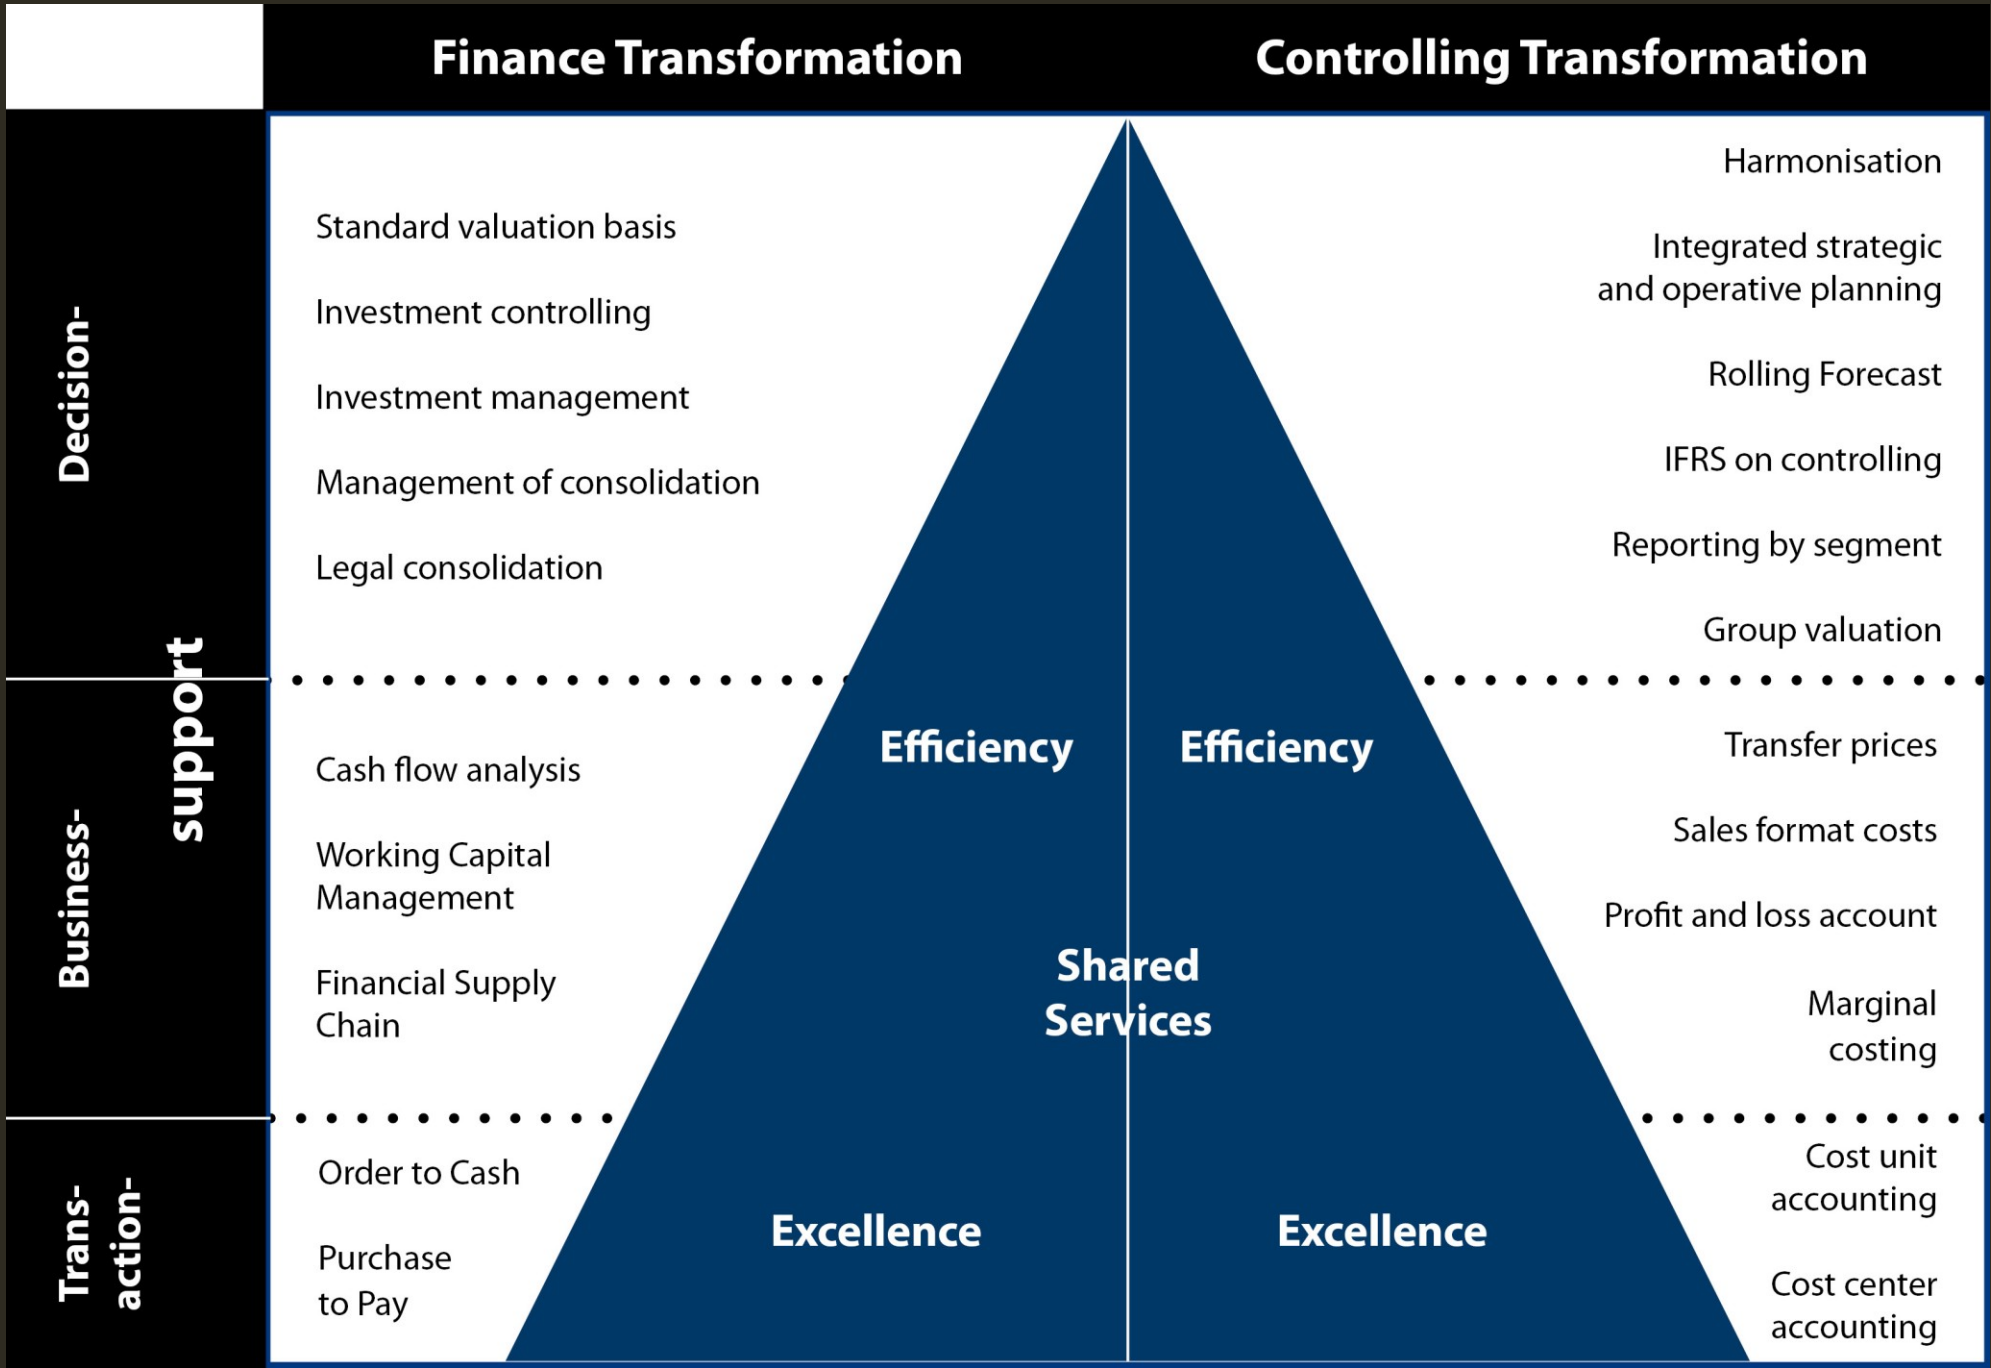 Finance Transformation
Controlling Transformation
Decision-
support
Business-
Trans-
action-
Standard valuation basis
Investment controlling
Investment management
Management of consolidation
Legal consolidation
Cash flow analysis
Working Capital
Management
Financial Supply
Chain
Order to Cash
Purchase
to Pay
Efficiency
Efficiency
Shared
Services
Excellence
Excellence
Harmonisation
Integrated strategic
and operative planning
Rolling Forecast
IFRS on controlling
Reporting by segment
Group valuation
Transfer prices
Sales format costs
Profit and loss account
Marginal
costing
Cost unit
accounting
Cost center
accounting